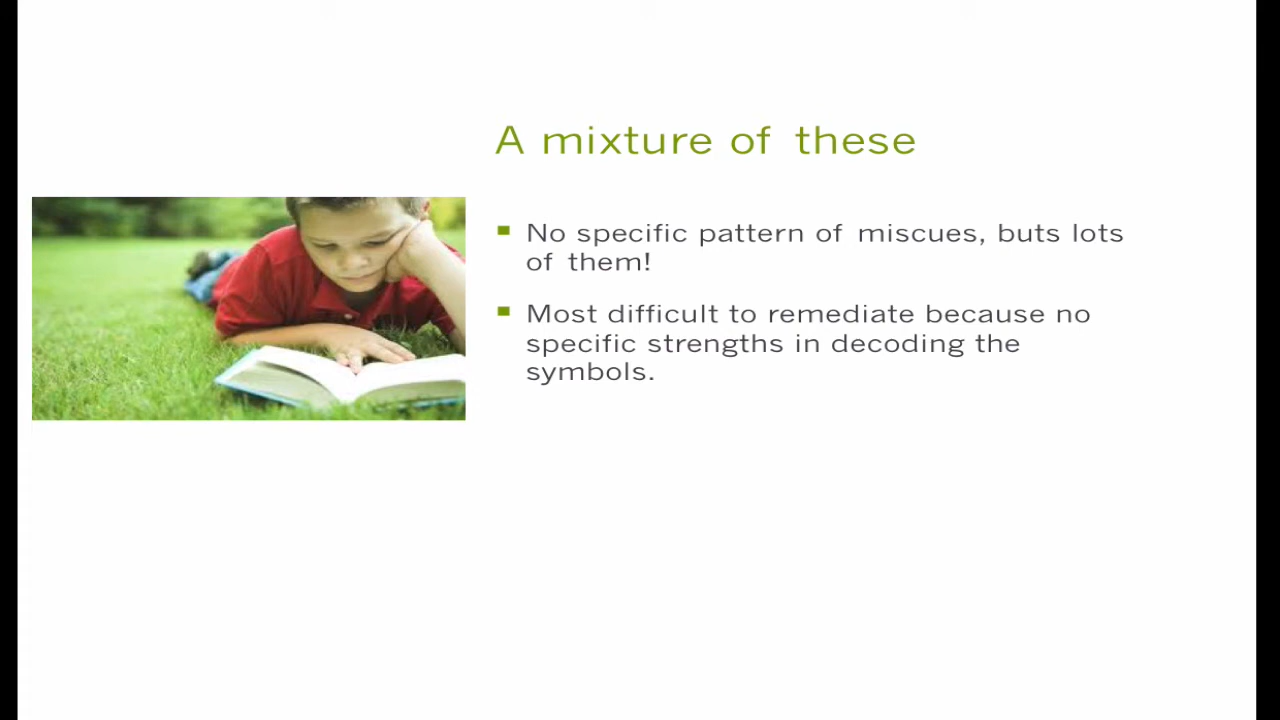 A mixture of these
No specific pattern of miscues, buts lots
of them!
Most difficult to remediate because no
specific strengths in decoding the
symbols.